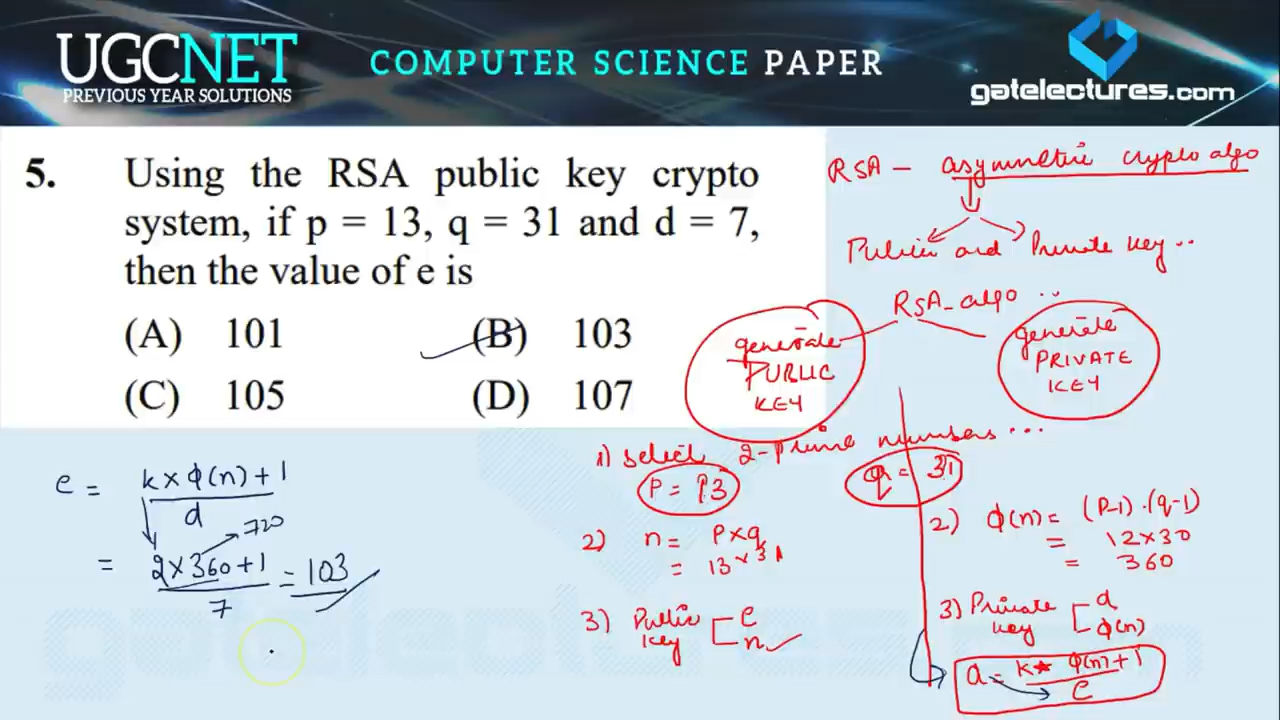 UGCNET
PREVIOUS YEAR SOLUTIONS
COMPUTER SCIENCE PAPER
gatelectures.com
5. Using the RSA public key crypto
system, if p = 13, q = 31 and d = 7,
then the value of e is
(A) 101 (B) 103
(C) 105 (D) 107
RSA - asymmetric crypto algo
Public and Private key..
RSA-algo ..
generate
PUBLIC
KEY
generate
PRIVATE
KEY
1) select 2-Prime numbers...
P = 13
q = 31
2) n = P×q
= 13×31
3) Public key
e
n
2) ϕ(n) = (P-1)·(q-1)
= 12×30
= 360
3) Private key
d
ϕ(n)
d = k* ϕ(n)+1
e
e = k× ϕ(n)+1
d
720
= 2×360+1 = 103
7
gatelectures.com